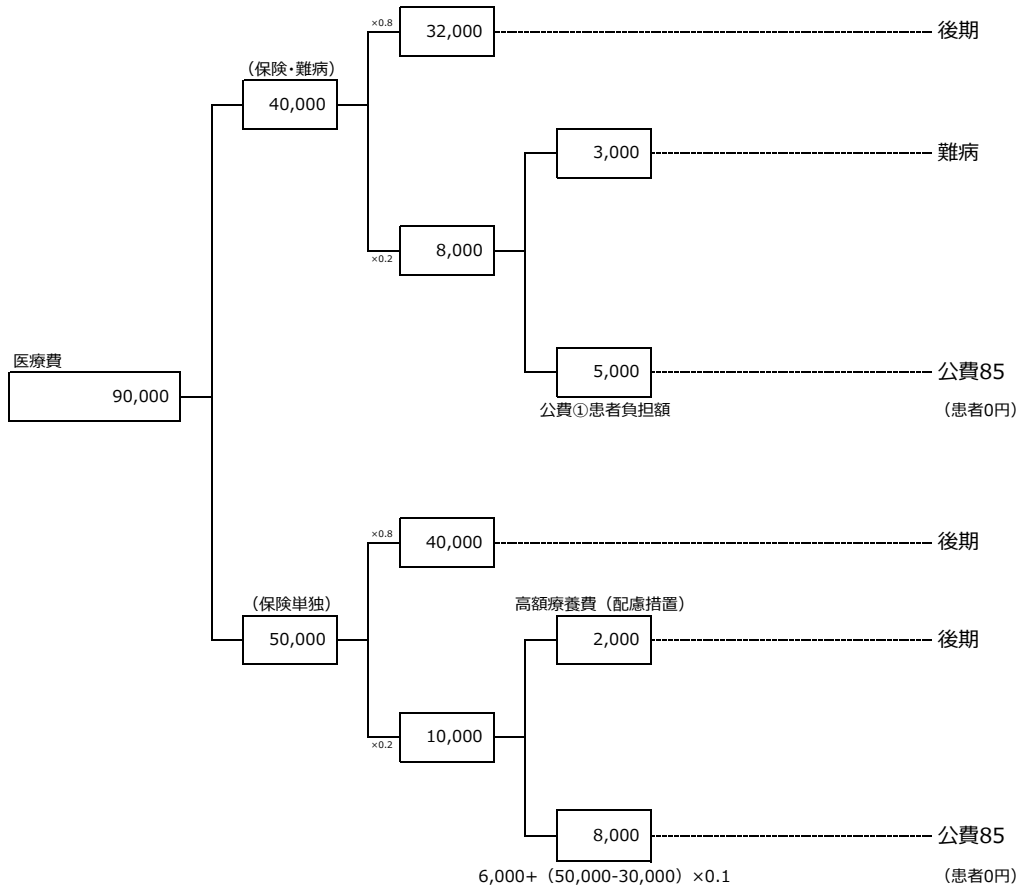 ×0.8
32,000
後期
(保険・難病)
40,000
3,000
難病
8,000
×0.2
医療費
90,000
5,000
公費85
公費①患者負担額
(患者0円)
×0.8
40,000
後期
(保険単独)
高額療養費(配慮措置)
50,000
2,000
後期
10,000
×0.2
8,000
公費85
6,000+(50,000-30,000)×0.1
(患者0円)